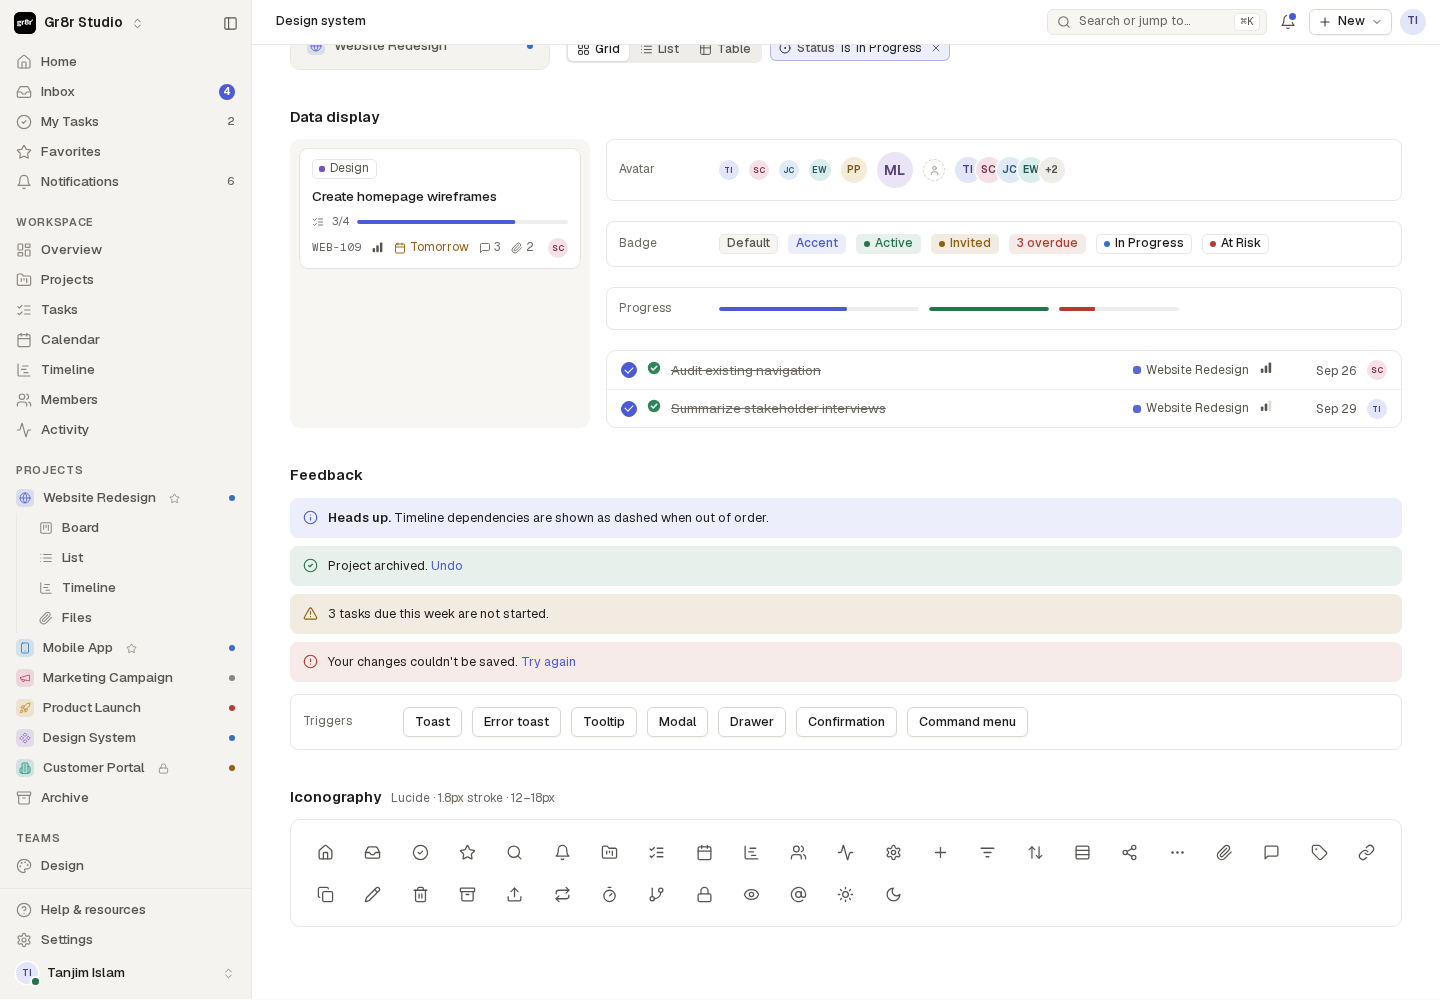 gr8r
Gr8r Studio
Home
Inbox 4
My Tasks 2
Favorites
Notifications 6
WORKSPACE
Overview
Projects
Tasks
Calendar
Timeline
Members
Activity
PROJECTS
Website Redesign
Board
List
Timeline
Files
Mobile App
Marketing Campaign
Product Launch
Design System
Customer Portal
Archive
TEAMS
Design
Help & resources
Settings
TI Tanjim Islam
Design system
Search or jump to... ⌘K
New
TI
Website Redesign
Grid List Table
Status is In Progress
Data display
Design
Create homepage wireframes
3/4
WEB-109 Tomorrow 3 2 SC
Avatar TI SC JC EW PP ML TI SC JC EW +2
Badge Default Accent Active Invited 3 overdue In Progress At Risk
Progress
Audit existing navigation Website Redesign Sep 26 SC
Summarize stakeholder interviews Website Redesign Sep 29 TI
Feedback
Heads up. Timeline dependencies are shown as dashed when out of order.
Project archived. Undo
3 tasks due this week are not started.
Your changes couldn't be saved. Try again
Triggers Toast Error toast Tooltip Modal Drawer Confirmation Command menu
Iconography Lucide · 1.8px stroke · 12–18px